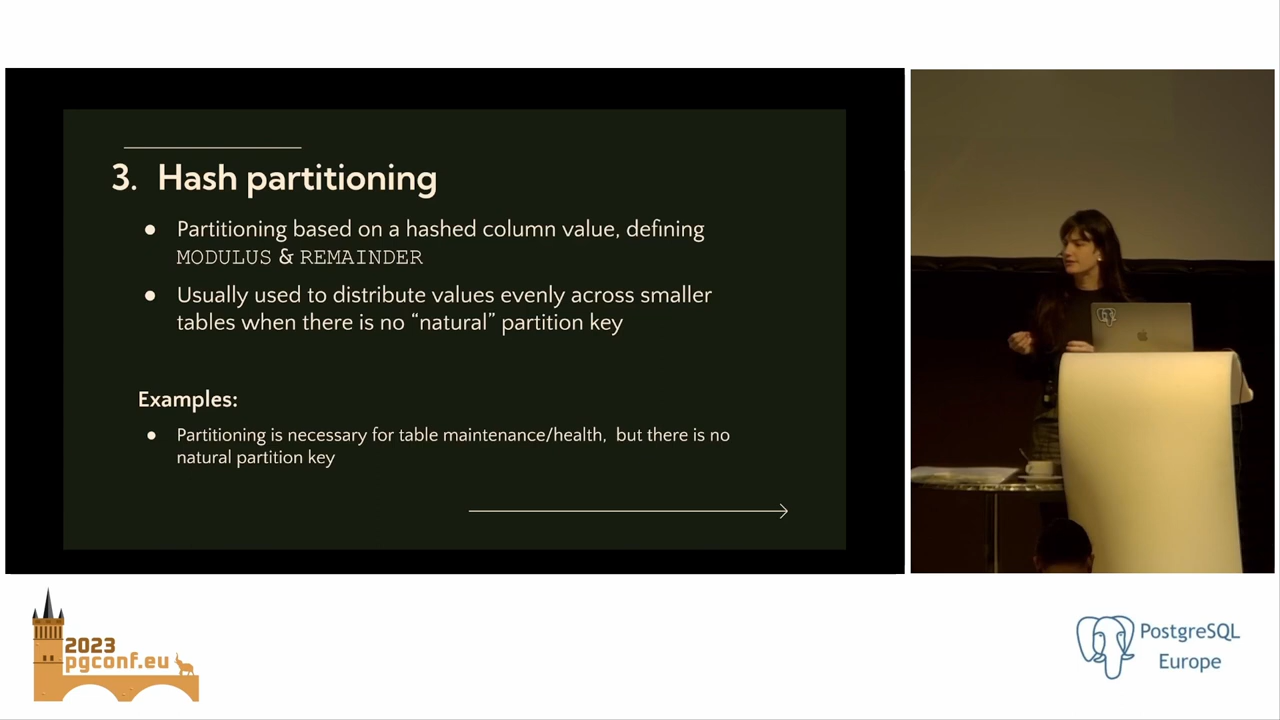 3. Hash partitioning
● Partitioning based on a hashed column value, defining
MODULUS & REMAINDER
● Usually used to distribute values evenly across smaller
tables when there is no “natural” partition key
Examples:
● Partitioning is necessary for table maintenance/health, but there is no
natural partition key
2023
pgconf.eu
PostgreSQL
Europe